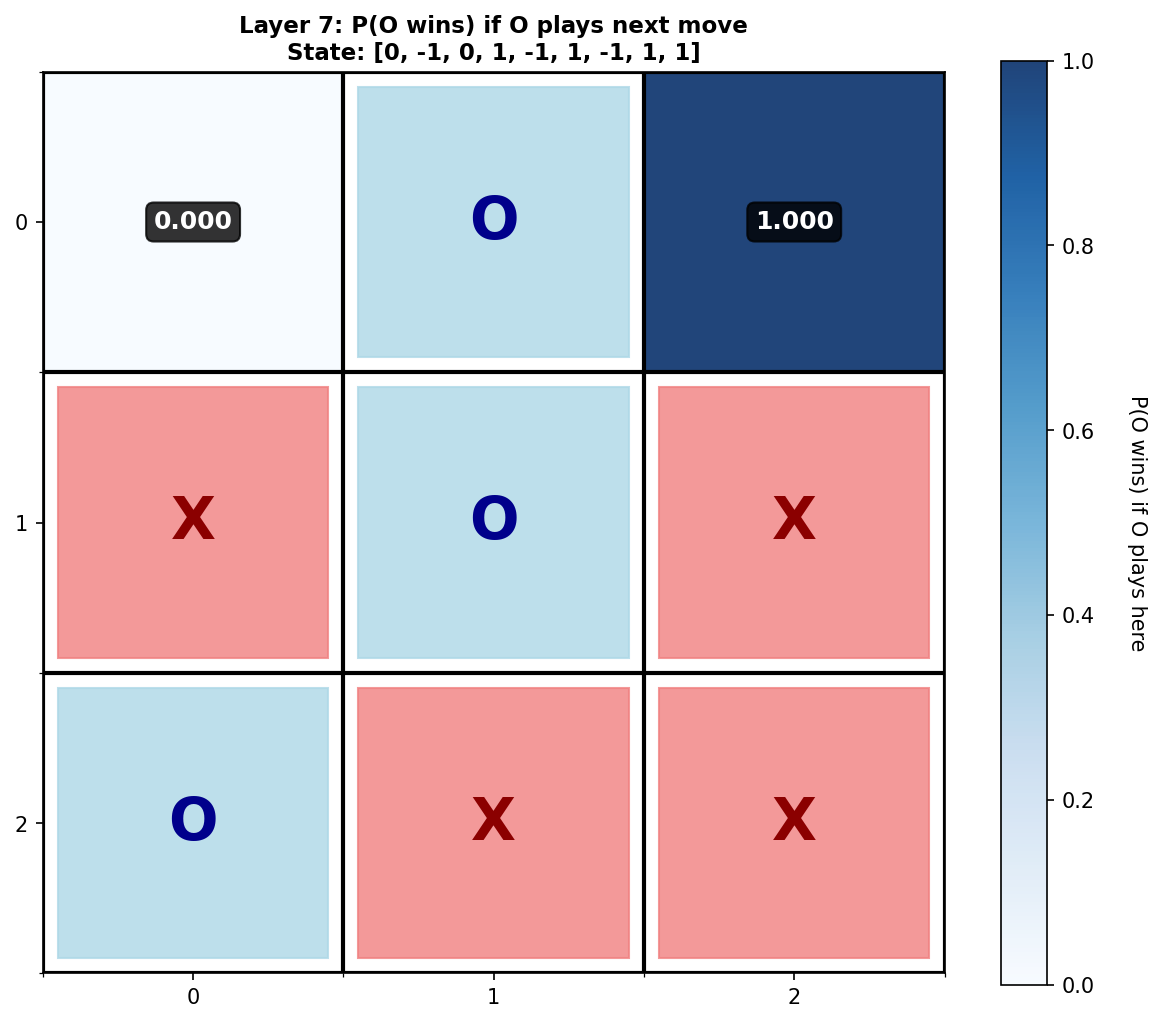 Layer 7: P(O wins) if O plays next move
State: [0, -1, 0, 1, -1, 1, -1, 1, 1]
0.000
O
1.000
X
O
X
O
X
X
0
1
2
0
1
2
1.0
0.8
0.6
0.4
0.2
0.0
P(O wins) if O plays here